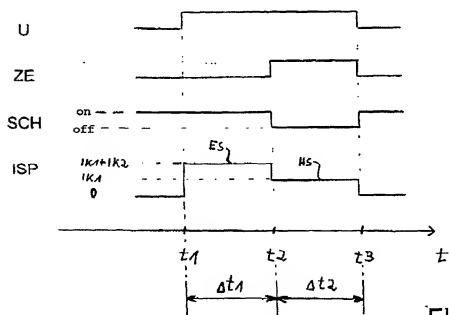 U
ZE
SCH
on
off
ISP
IK1+IK2
IK1
0
ES
HS
t1
t2
t3
t
Δt1
Δt2